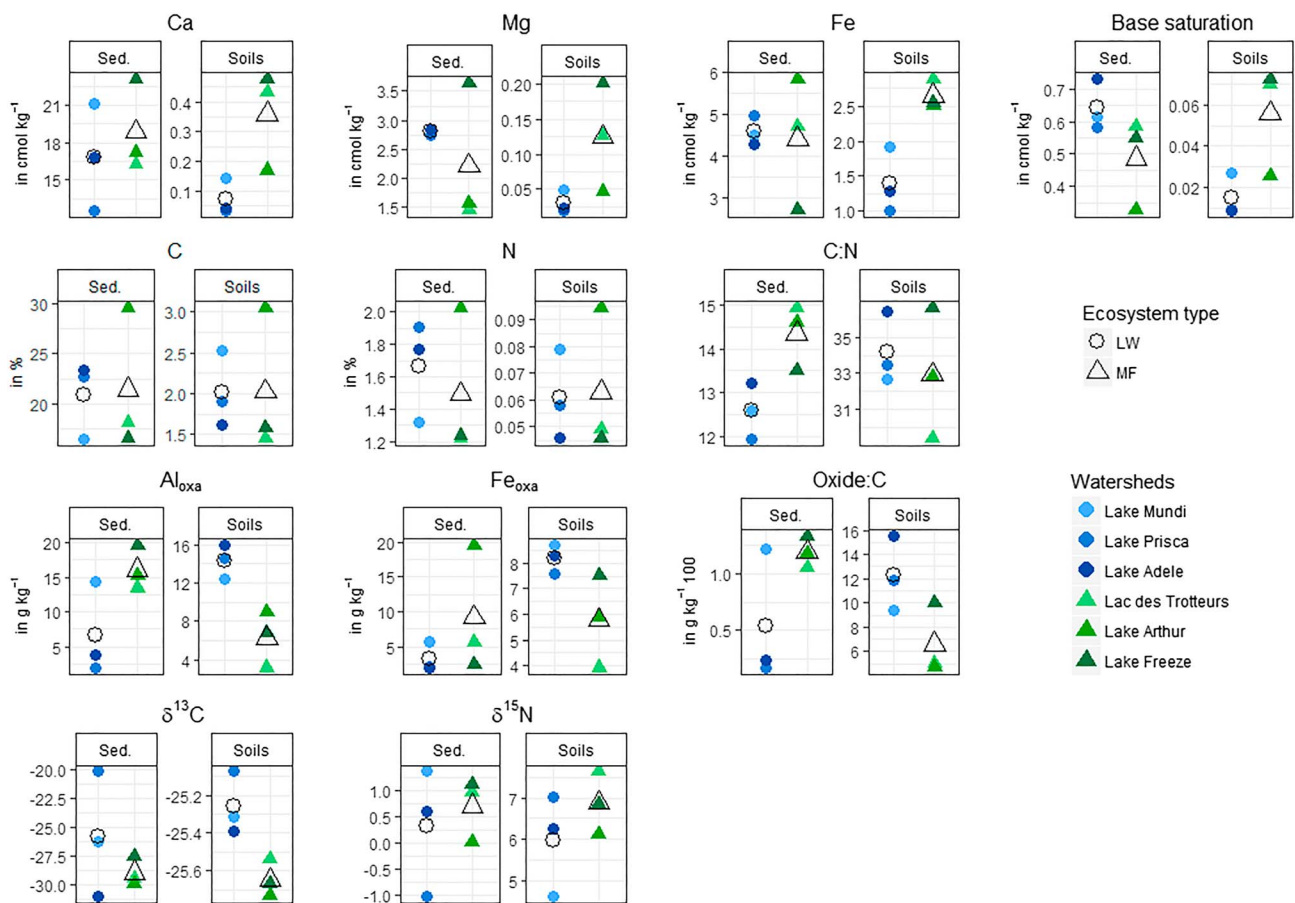 Ca
Mg
Fe
Base saturation
Sed.
Soils
Sed.
Soils
Sed.
Soils
Sed.
Soils
in cmol kg⁻¹
21
18
15
0.4
0.3
0.2
0.1
in cmol kg⁻¹
3.5
3.0
2.5
2.0
1.5
0.20
0.15
0.10
0.05
in cmol kg⁻¹
6
5
4
3
2.5
2.0
1.5
1.0
in cmol kg⁻¹
0.7
0.6
0.5
0.4
0.06
0.04
0.02
C
N
C:N
Sed.
Soils
Sed.
Soils
Sed.
Soils
in %
30
25
20
3.0
2.5
2.0
1.5
in %
2.0
1.8
1.6
1.4
1.2
0.09
0.08
0.07
0.06
0.05
15
14
13
12
35
33
31
Ecosystem type
LW
MF
Al_oxa
Fe_oxa
Oxide:C
Sed.
Soils
Sed.
Soils
Sed.
Soils
in g kg⁻¹
20
15
10
5
16
12
8
4
in g kg⁻¹
20
15
10
5
8
7
6
5
4
in g kg⁻¹ 100
1.0
0.5
16
14
12
10
8
6
Watersheds
Lake Mundi
Lake Prisca
Lake Adele
Lac des Trotteurs
Lake Arthur
Lake Freeze
δ¹³C
δ¹⁵N
Sed.
Soils
Sed.
Soils
-20.0
-22.5
-25.0
-27.5
-30.0
-25.2
-25.4
-25.6
1.0
0.5
0.0
-0.5
-1.0
7
6
5